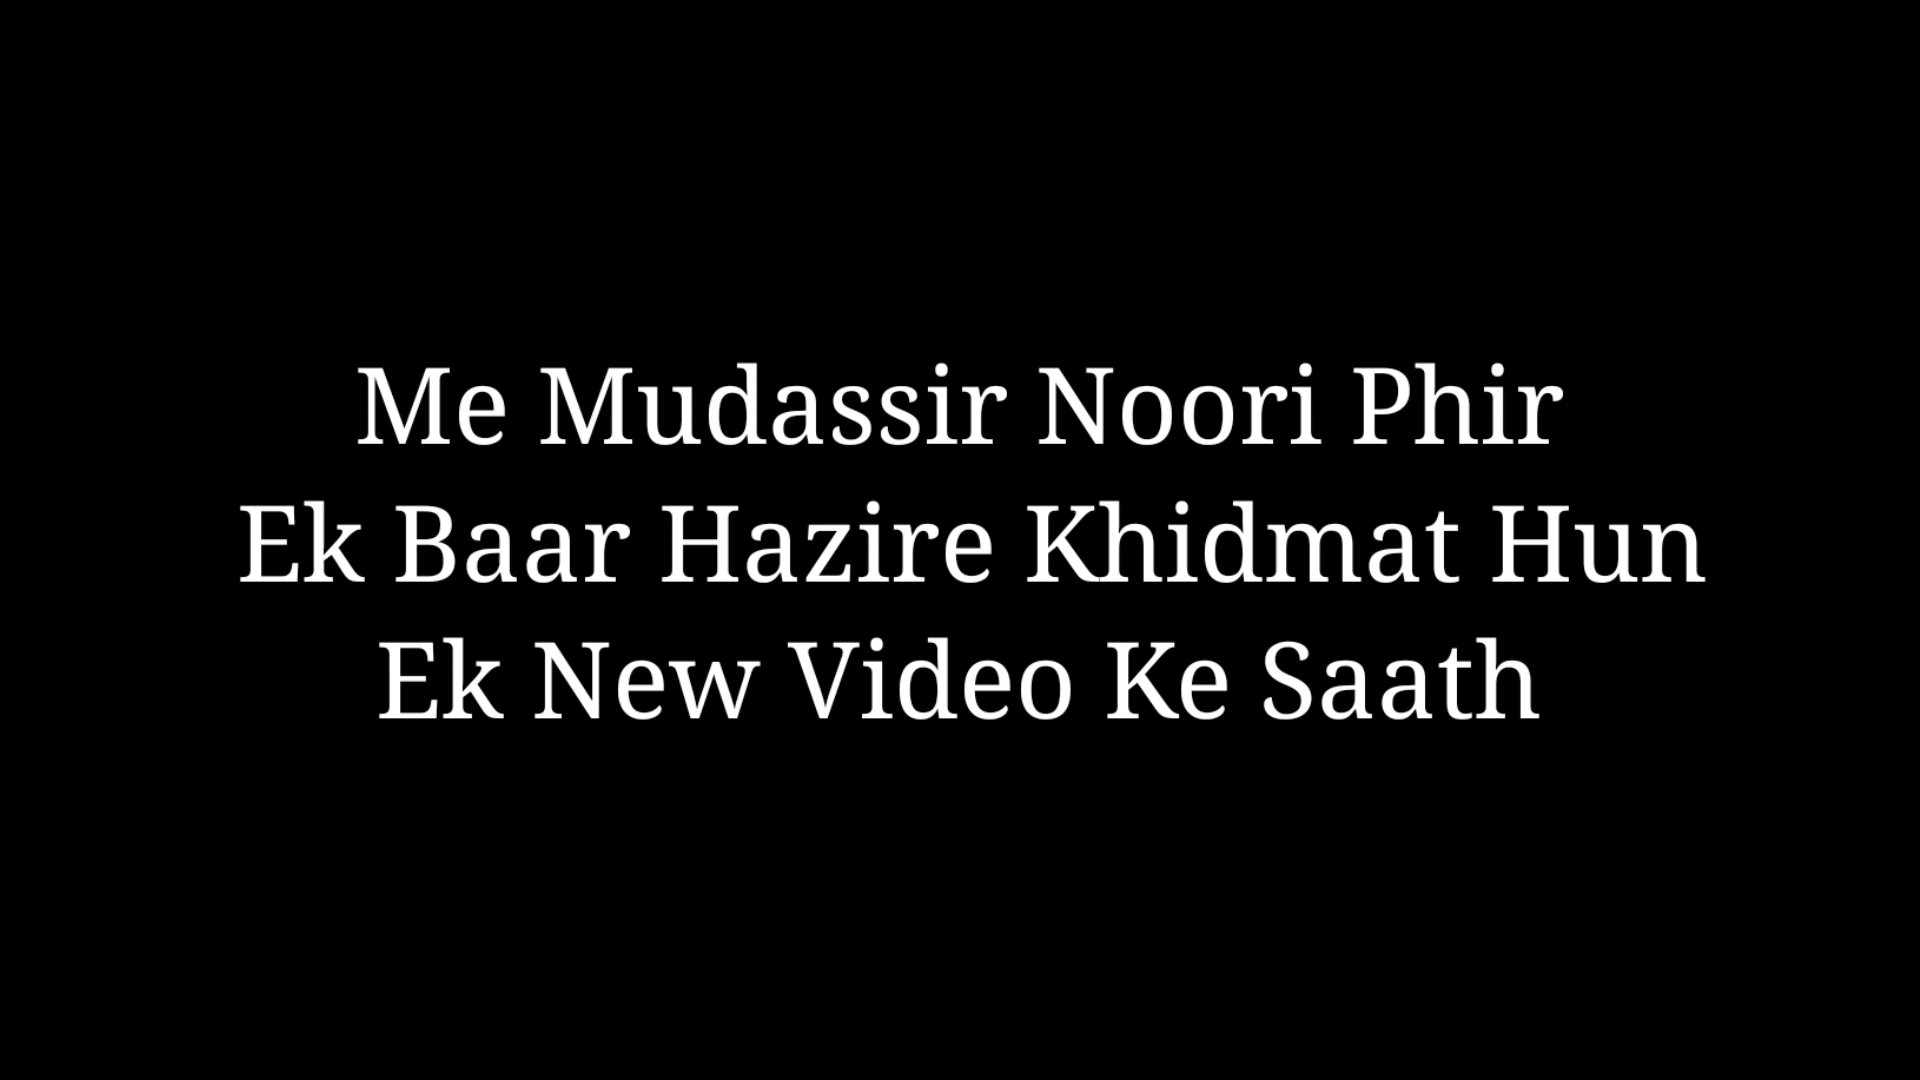 Me Mudassir Noori Phir
Ek Baar Hazire Khidmat Hun
Ek New Video Ke Saath